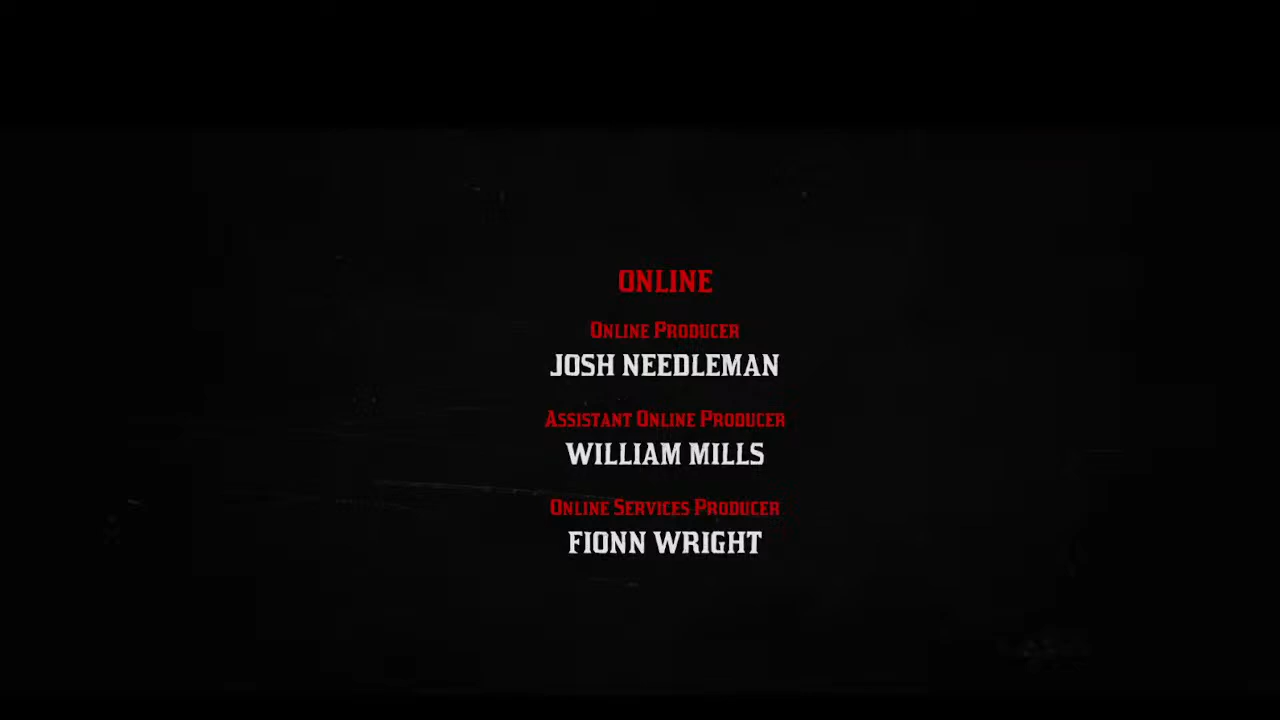 ONLINE
Online Producer
JOSH NEEDLEMAN
Assistant Online Producer
WILLIAM MILLS
Online Services Producer
FIONN WRIGHT